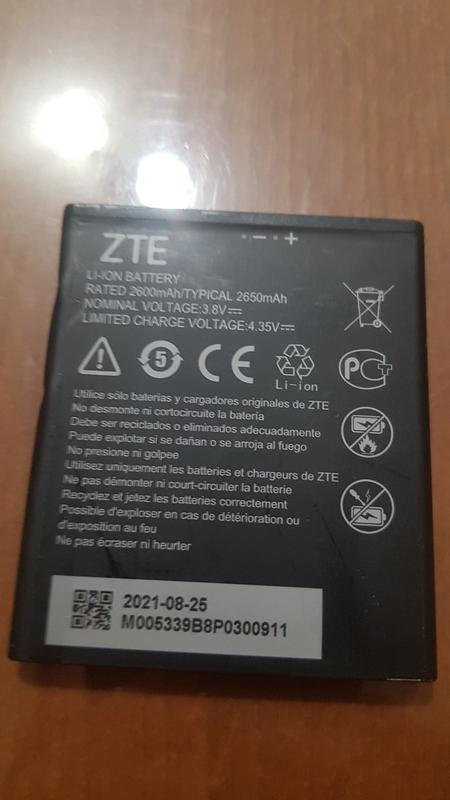 ZTE
- +
LI-ION BATTERY
RATED 2600mAh/TYPICAL 2650mAh
NOMINAL VOLTAGE:3.8V⎓
LIMITED CHARGE VOLTAGE:4.35V⎓
5 CE Li-ion PCT
Utilice sólo baterías y cargadores originales de ZTE
No desmonte ni cortocircuite la batería
Debe ser reciclados o eliminados adecuadamente
Puede explotar si se dañan o se arroja al fuego
No presione ni golpee
Utilisez uniquement les batteries et chargeurs de ZTE
Ne pas démonter ni court-circuiter la batterie
Recyclez et jetez les batteries correctement
Possible d'exploser en cas de détérioration ou
d'exposition au feu
Ne pas écraser ni heurter
2021-08-25
M005339B8P0300911